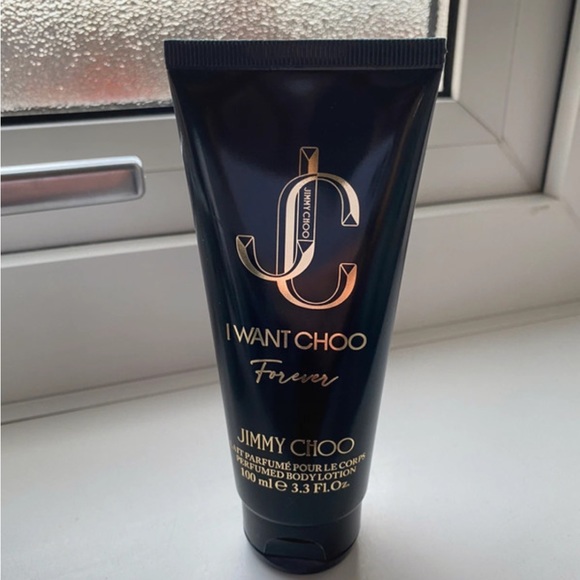 JC
JIMMY CHOO
I WANT CHOO
Forever
JIMMY CHOO
LAIT PARFUMÉ POUR LE CORPS
PERFUMED BODY LOTION
100 ml e 3.3 Fl.Oz.